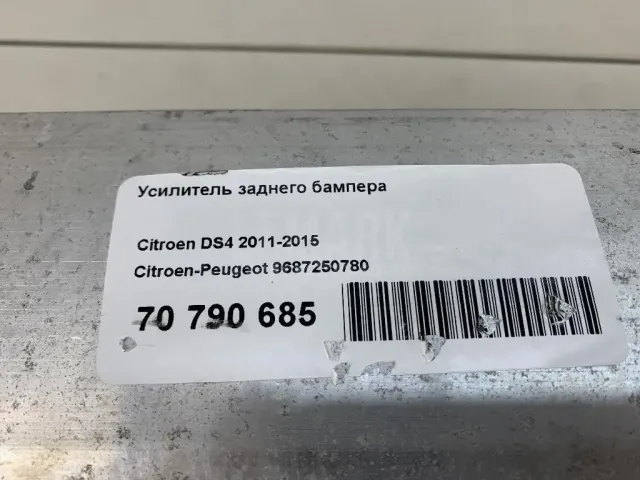 Усилитель заднего бампера
Citroen DS4 2011-2015
Citroen-Peugeot 9687250780
70 790 685